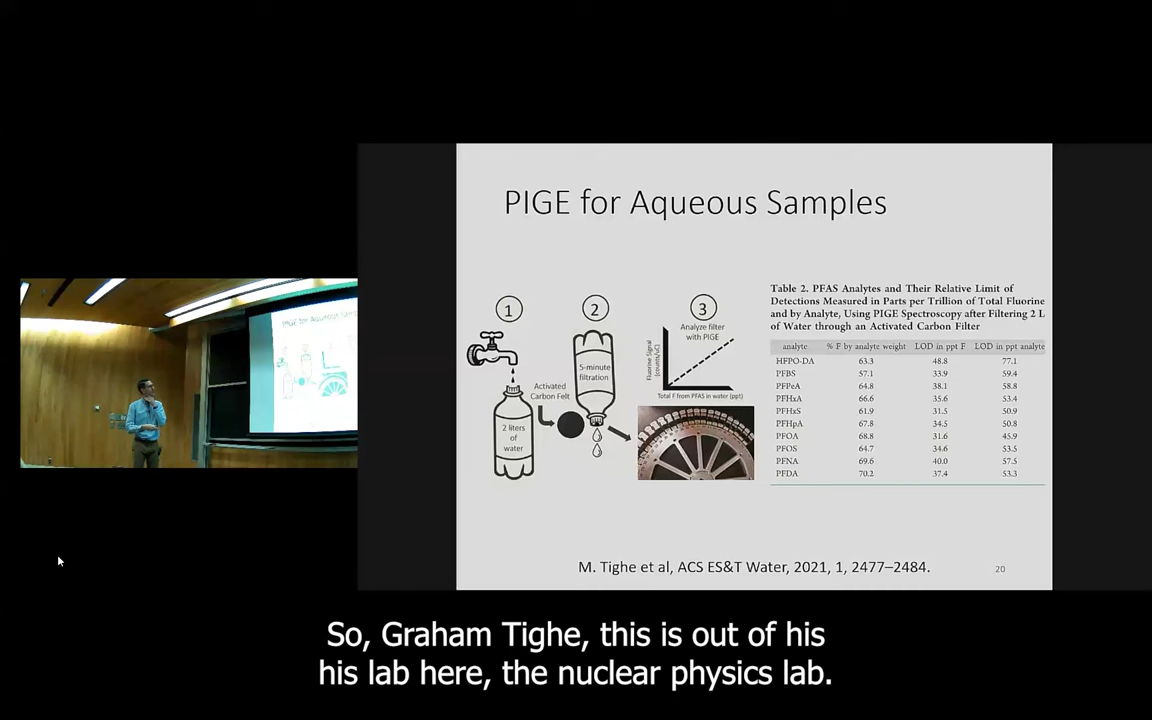 PIGE for Aqueous Samples
PIGE for Aqueous Sam
1
2
3
Analyze filter
with PIGE
Activated
Carbon Felt
2 liters
of
water
5-minute
filtration
Fluorine Signal
(counts/uC)
Total F from PFAS in water (ppt)
Table 2. PFAS Analytes and Their Relative Limit of
Detections Measured in Parts per Trillion of Total Fluorine
and by Analyte, Using PIGE Spectroscopy after Filtering 2 L
of Water through an Activated Carbon Filter
analyte % F by analyte weight LOD in ppt F LOD in ppt analyte
HFPO-DA 63.3 48.8 77.1
PFBS 57.1 33.9 59.4
PFPeA 64.8 38.1 58.8
PFHxA 66.6 35.6 53.4
PFHxS 61.9 31.5 50.9
PFHpA 67.8 34.5 50.8
PFOA 68.8 31.6 45.9
PFOS 64.7 34.6 53.5
PFNA 69.6 40.0 57.5
PFDA 70.2 37.4 53.3
M. Tighe et al, ACS ES&T Water, 2021, 1, 2477–2484.
20
So, Graham Tighe, this is out of his
his lab here, the nuclear physics lab.